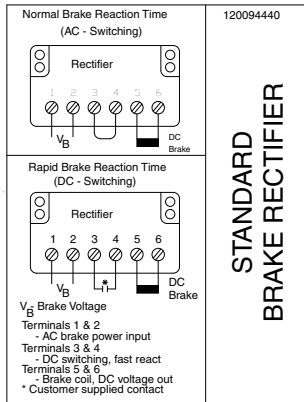 Normal Brake Reaction Time
(AC - Switching)
Rectifier
1 2 3 4 5 6
VB
DC
Brake
Rapid Brake Reaction Time
(DC - Switching)
Rectifier
1 2 3 4 5 6
*
VB
DC
Brake
VB- Brake Voltage
Terminals 1 & 2
- AC brake power input
Terminals 3 & 4
- DC switching, fast react
Terminals 5 & 6
- Brake coil, DC voltage out
* Customer supplied contact
120094440
STANDARD
BRAKE RECTIFIER